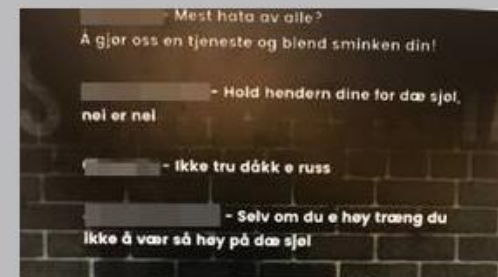 - Mest hata av alle?
Å gjør oss en tjeneste og blend sminken din!
- Hold hendern dine for dæ sjøl,
nei er nei
- Ikke tru dåkk e russ
- Selv om du e høy træng du
ikke å vær så høy på dæ sjøl